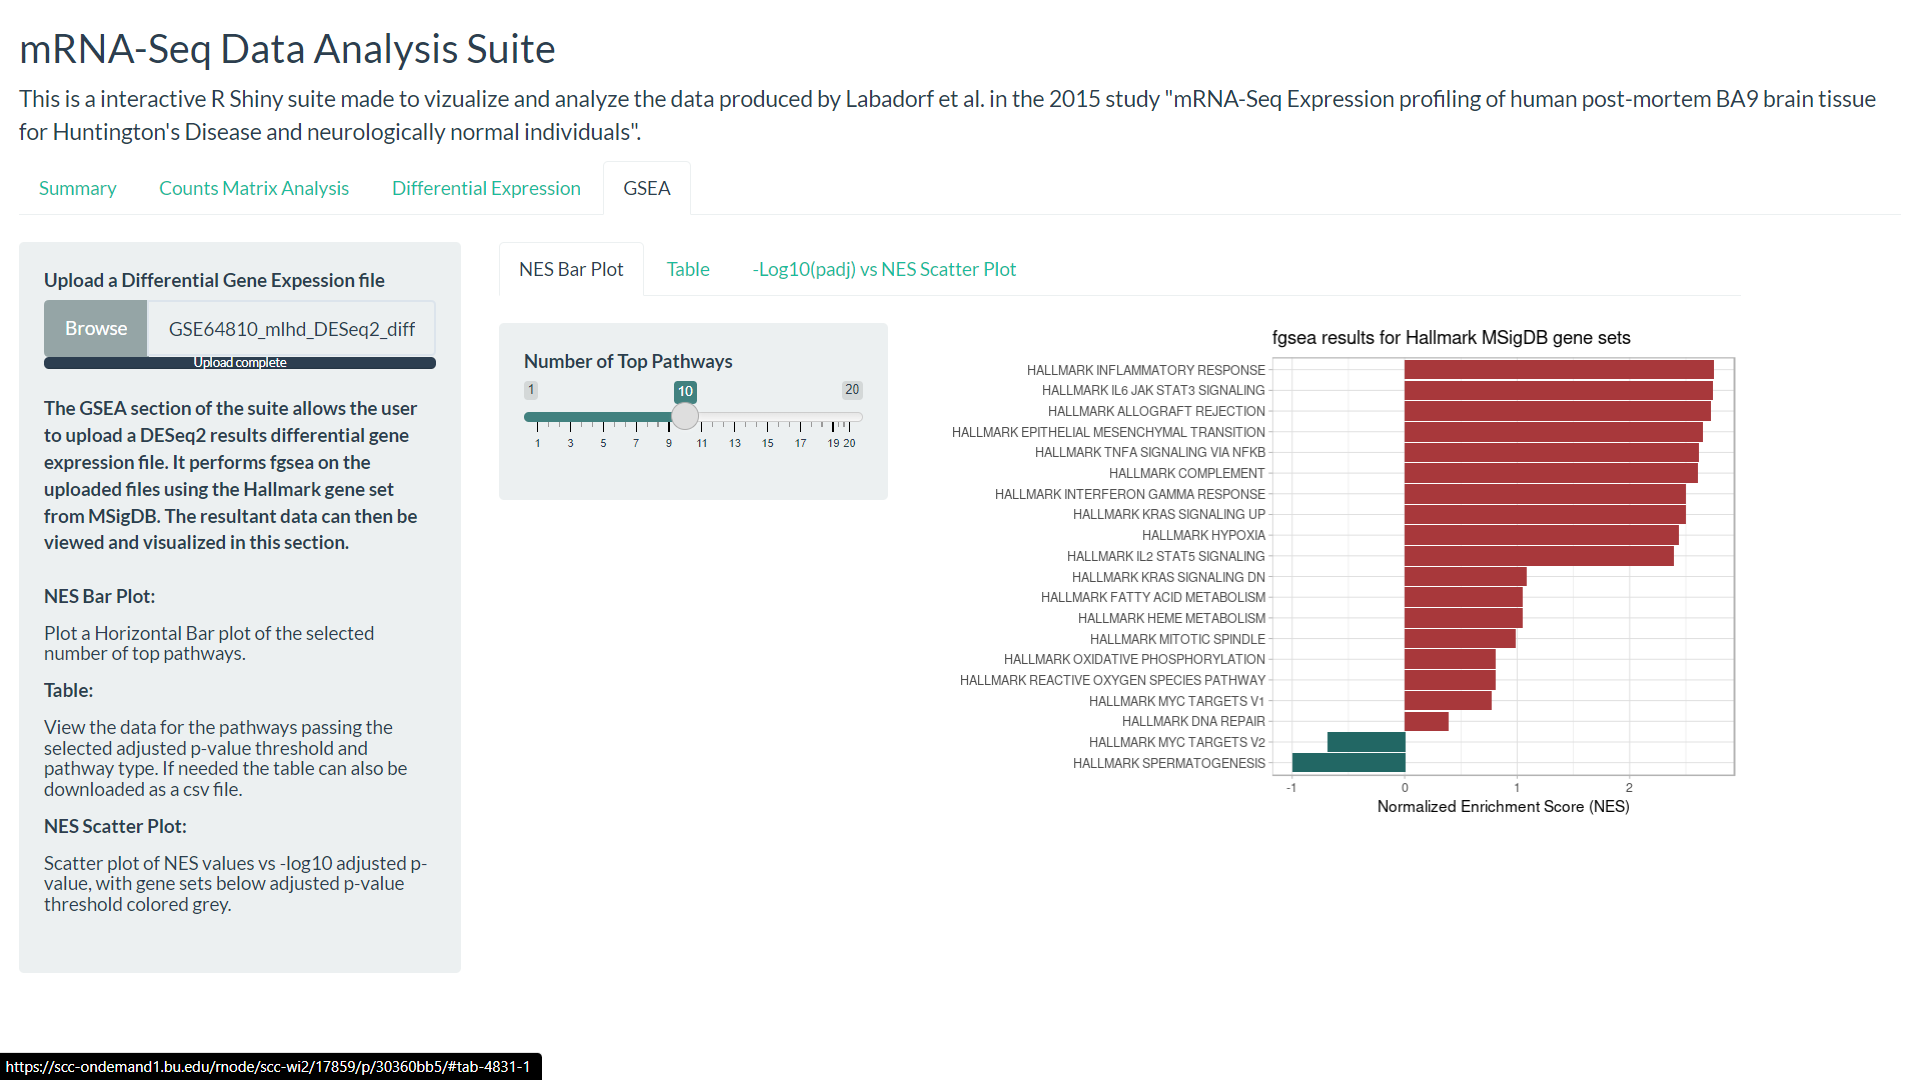 mRNA-Seq Data Analysis Suite
This is a interactive R Shiny suite made to vizualize and analyze the data produced by Labadorf et al. in the 2015 study "mRNA-Seq Expression profiling of human post-mortem BA9 brain tissue
for Huntington's Disease and neurologically normal individuals".
Summary Counts Matrix Analysis Differential Expression GSEA
Upload a Differential Gene Expession file
Browse GSE64810_mlhd_DESeq2_diff
Upload complete
The GSEA section of the suite allows the user
to upload a DESeq2 results differential gene
expression file. It performs fgsea on the
uploaded files using the Hallmark gene set
from MSigDB. The resultant data can then be
viewed and visualized in this section.
NES Bar Plot:
Plot a Horizontal Bar plot of the selected
number of top pathways.
Table:
View the data for the pathways passing the
selected adjusted p-value threshold and
pathway type. If needed the table can also be
downloaded as a csv file.
NES Scatter Plot:
Scatter plot of NES values vs -log10 adjusted p-
value, with gene sets below adjusted p-value
threshold colored grey.
NES Bar Plot Table -Log10(padj) vs NES Scatter Plot
Number of Top Pathways
1 10 20
1 3 5 7 9 11 13 15 17 19 20
fgsea results for Hallmark MSigDB gene sets
HALLMARK INFLAMMATORY RESPONSE
HALLMARK IL6 JAK STAT3 SIGNALING
HALLMARK ALLOGRAFT REJECTION
HALLMARK EPITHELIAL MESENCHYMAL TRANSITION
HALLMARK TNFA SIGNALING VIA NFKB
HALLMARK COMPLEMENT
HALLMARK INTERFERON GAMMA RESPONSE
HALLMARK KRAS SIGNALING UP
HALLMARK HYPOXIA
HALLMARK IL2 STAT5 SIGNALING
HALLMARK KRAS SIGNALING DN
HALLMARK FATTY ACID METABOLISM
HALLMARK HEME METABOLISM
HALLMARK MITOTIC SPINDLE
HALLMARK OXIDATIVE PHOSPHORYLATION
HALLMARK REACTIVE OXYGEN SPECIES PATHWAY
HALLMARK MYC TARGETS V1
HALLMARK DNA REPAIR
HALLMARK MYC TARGETS V2
HALLMARK SPERMATOGENESIS
-1 0 1 2
Normalized Enrichment Score (NES)
https://scc-ondemand1.bu.edu/rnode/scc-wi2/17859/p/30360bb5/#tab-4831-1